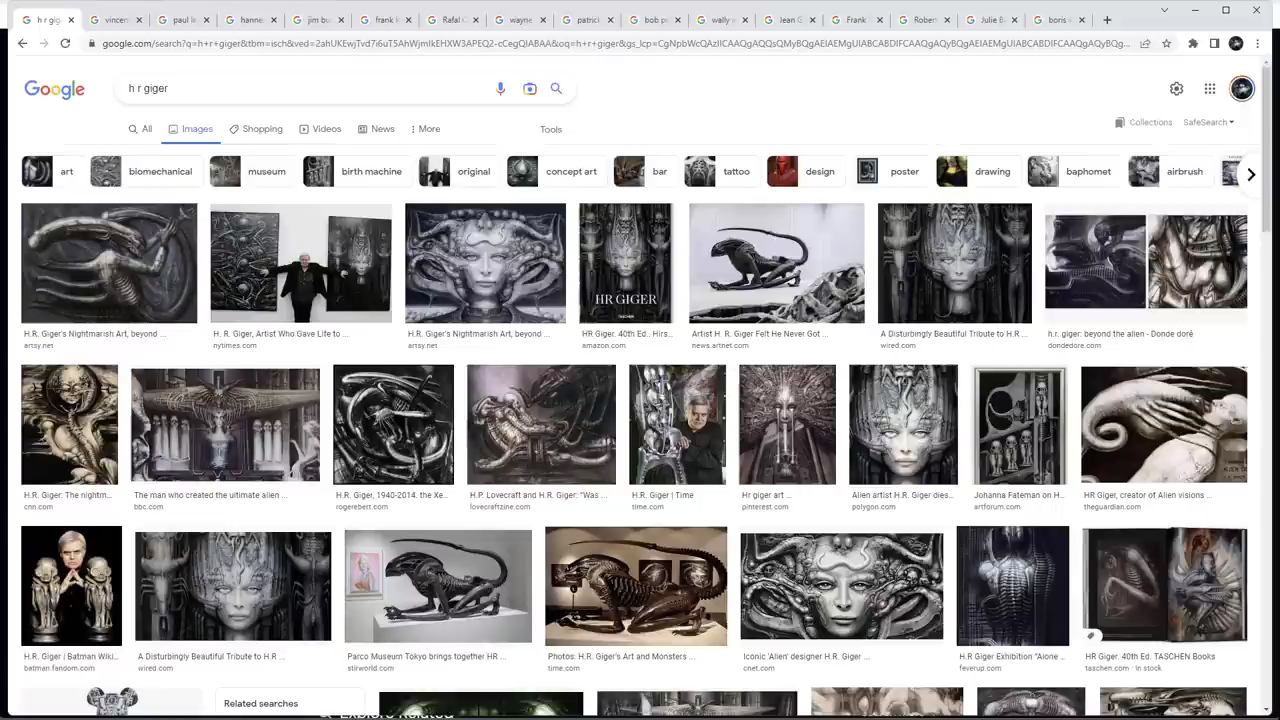 h r gig
vincen
paul le
hannes
jim bu
frank f
Rafal O
wayne
patrick
bob pe
wally w
Jean G
Frank
Rober
Julie B
boris v
h r giger
Google
All
Images
Shopping
Videos
News
More
Tools
Collections
SafeSearch
art
biomechanical
museum
birth machine
original
concept art
bar
tattoo
design
poster
drawing
baphomet
airbrush
HR GIGER
H.R. Giger's Nightmarish Art, beyond ...
artsy.net
H. R. Giger, Artist Who Gave Life to ...
nytimes.com
H.R. Giger's Nightmarish Art, beyond ...
artsy.net
HR Giger. 40th Ed.. Hirs...
amazon.com
Artist H. R. Giger Felt He Never Got ...
news.artnet.com
A Disturbingly Beautiful Tribute to H.R ...
wired.com
h.r. giger: beyond the alien - Donde doré
dondedore.com
H.R. Giger: The nightm...
cnn.com
The man who created the ultimate alien ...
bbc.com
H.R. Giger, 1940-2014. the Xe...
rogerebert.com
H.P. Lovecraft and H.R. Giger: "Was ...
lovecraftzine.com
H.R. Giger | Time
time.com
Hr giger art ...
pinterest.com
Alien artist H.R. Giger dies..
polygon.com
Johanna Fateman on H...
artforum.com
HR Giger, creator of Alien visions ...
theguardian.com
H.R. Giger | Batman Wiki...
batman.fandom.com
A Disturbingly Beautiful Tribute to H.R ...
wired.com
Parco Museum Tokyo brings together HR ...
stirworld.com
Photos: H.R. Giger's Art and Monsters ...
time.com
Iconic 'Alien' designer H.R. Giger ...
cnet.com
H.R Giger Exhibition "Alone ...
feverup.com
HR Giger. 40th Ed. TASCHEN Books
taschen.com · In stock
Related searches
Explore Related